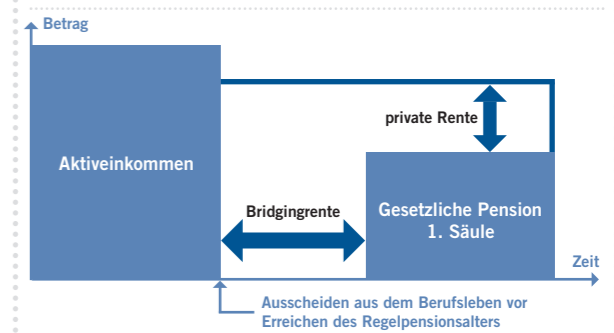 Betrag
private Rente
Aktiveinkommen
Bridgingrente
Gesetzliche Pension
1. Säule
Zeit
Ausscheiden aus dem Berufsleben vor
Erreichen des Regelpensionsalters